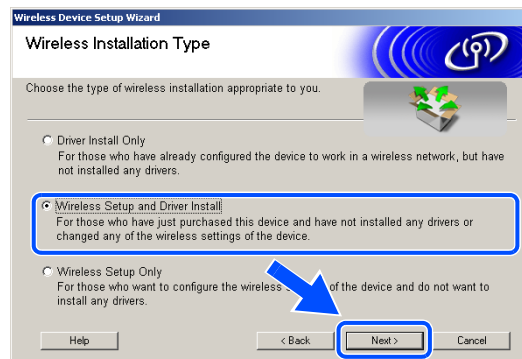 Wireless Device Setup Wizard
Wireless Installation Type
Choose the type of wireless installation appropriate to you.
Driver Install Only
For those who have already configured the device to work in a wireless network, but have
not installed any drivers.
Wireless Setup and Driver Install
For those who have just purchased this device and have not installed any drivers or
changed any of the wireless settings of the device.
Wireless Setup Only
For those who want to configure the wireless of the device and do not want to
install any drivers.
Help
< Back
Next >
Cancel